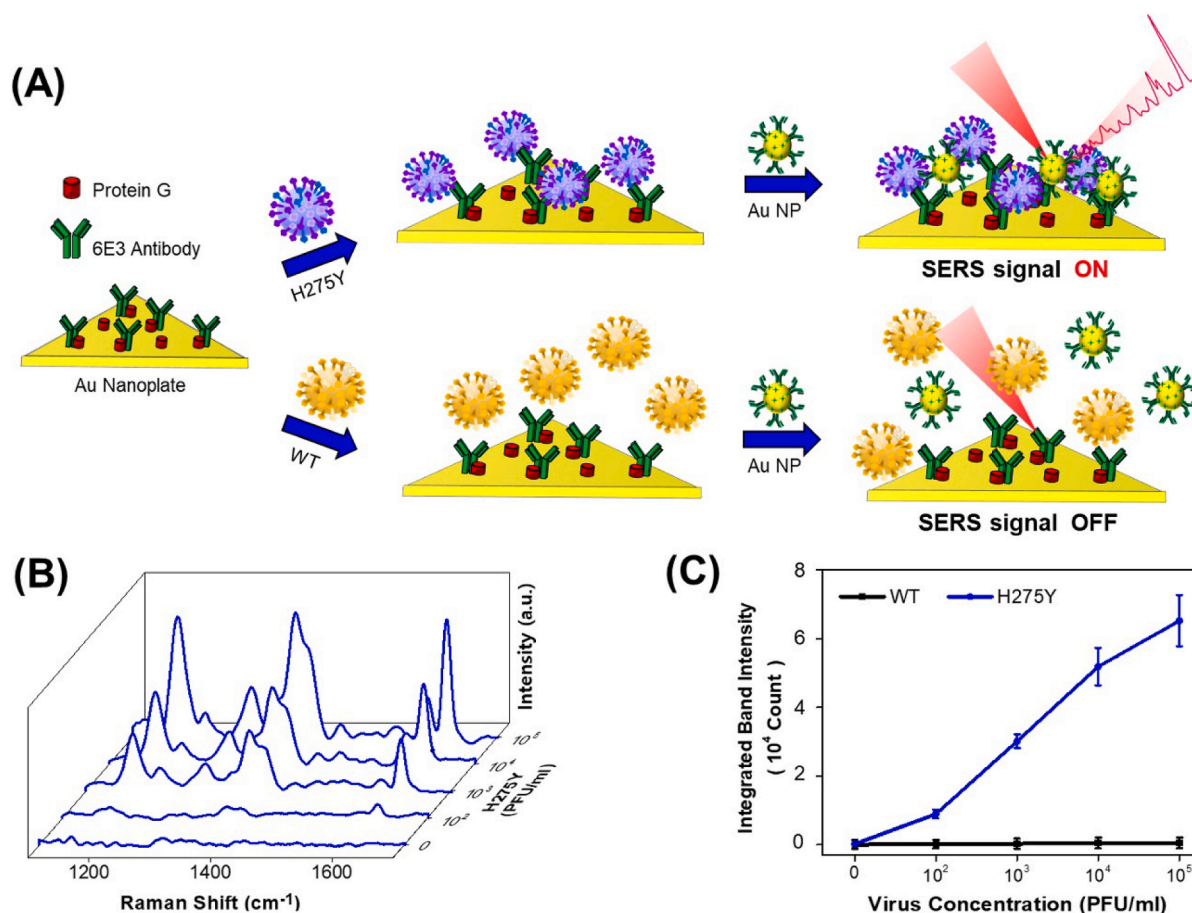 (A)
Protein G
6E3 Antibody
Au Nanoplate
H275Y
WT
Au NP
Au NP
SERS signal ON
SERS signal OFF
(B)
Intensity (a.u.)
10⁵
10⁴
10³
10²
0
H275Y
(PFU/ml)
1200
1400
1600
Raman Shift (cm⁻¹)
(C)
WT
H275Y
Integrated Band Intensity
( 10⁴ Count )
8
6
4
2
0
0
10²
10³
10⁴
10⁵
Virus Concentration (PFU/ml)